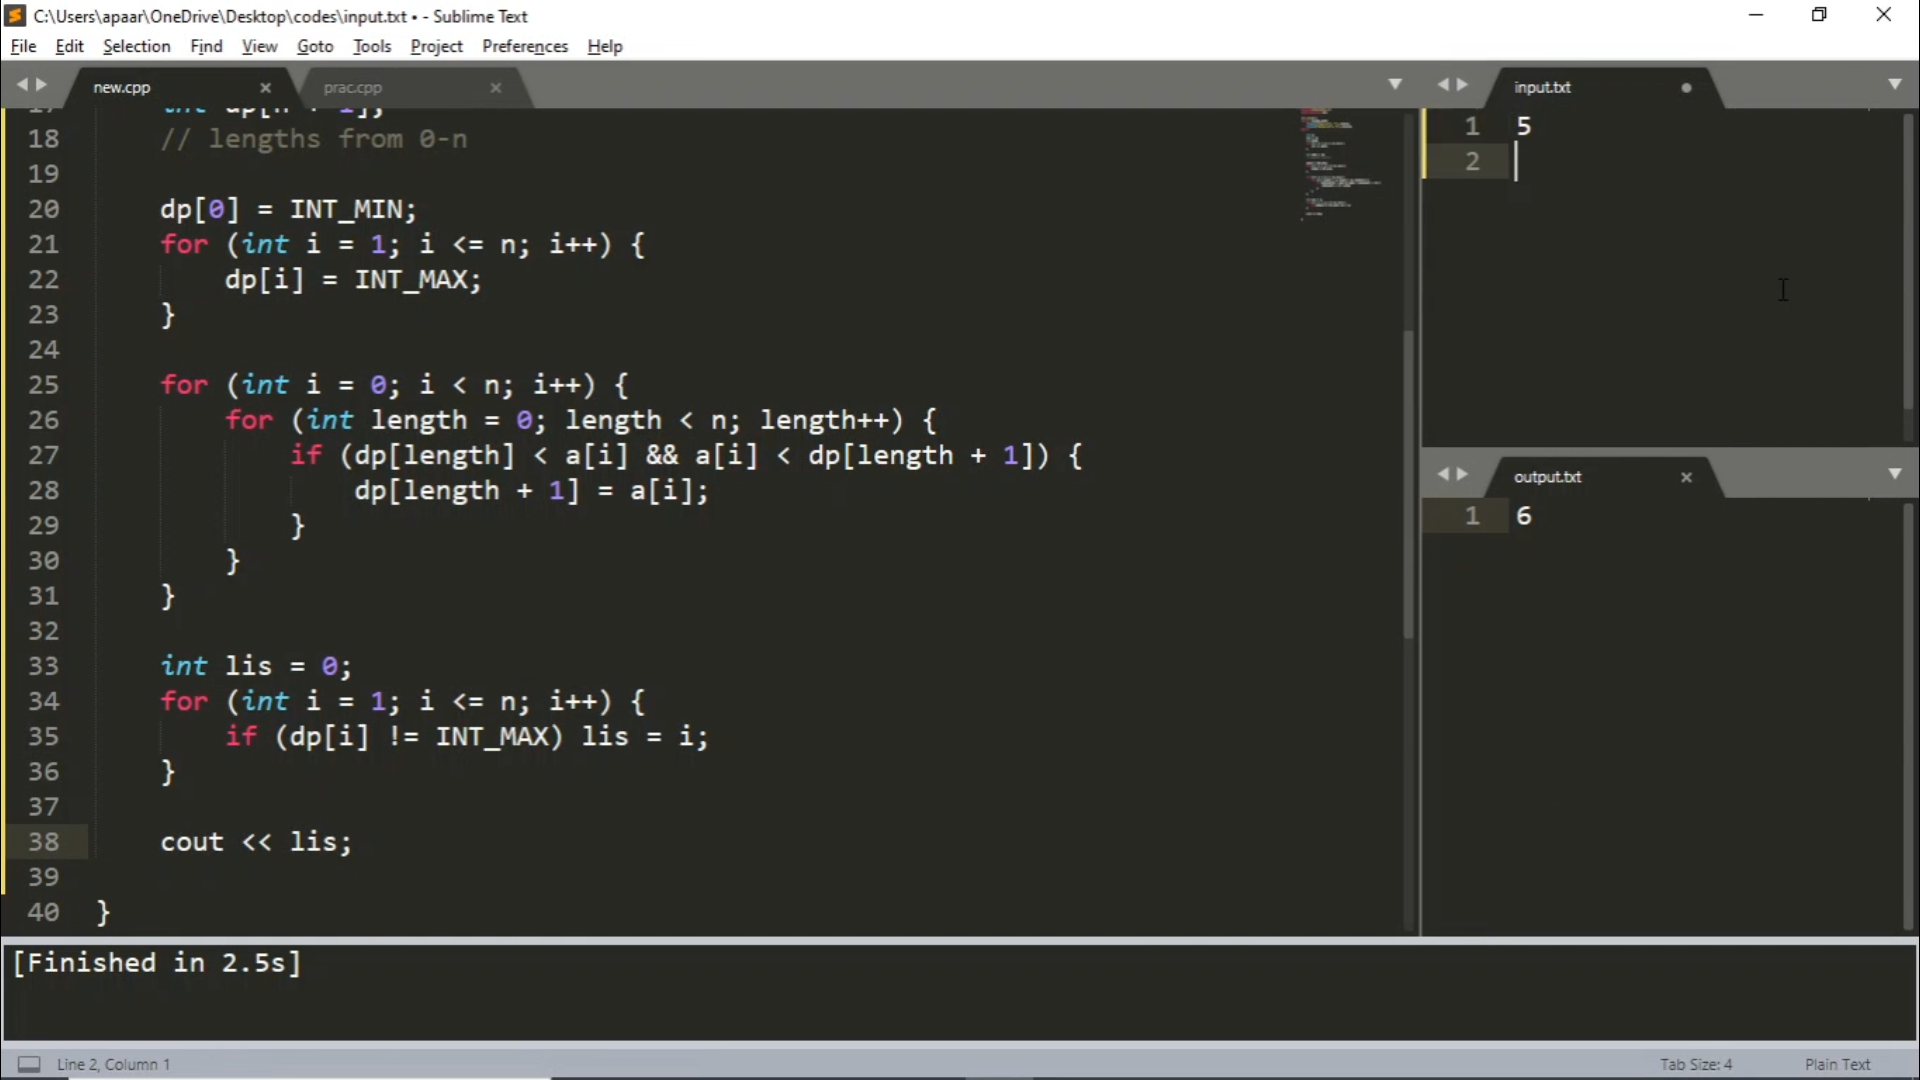 C:\Users\apaar\OneDrive\Desktop\codes\input.txt • - Sublime Text
File Edit Selection Find View Goto Tools Project Preferences Help
new.cpp
prac.cpp
17 int dp[n + 1];
18 // lengths from 0-n
19
20 dp[0] = INT_MIN;
21 for (int i = 1; i <= n; i++) {
22 dp[i] = INT_MAX;
23 }
24
25 for (int i = 0; i < n; i++) {
26 for (int length = 0; length < n; length++) {
27 if (dp[length] < a[i] && a[i] < dp[length + 1]) {
28 dp[length + 1] = a[i];
29 }
30 }
31 }
32
33 int lis = 0;
34 for (int i = 1; i <= n; i++) {
35 if (dp[i] != INT_MAX) lis = i;
36 }
37
38 cout << lis;
39
40 }
input.txt
1 5
2
output.txt
1 6
[Finished in 2.5s]
Line 2, Column 1
Tab Size: 4
Plain Text